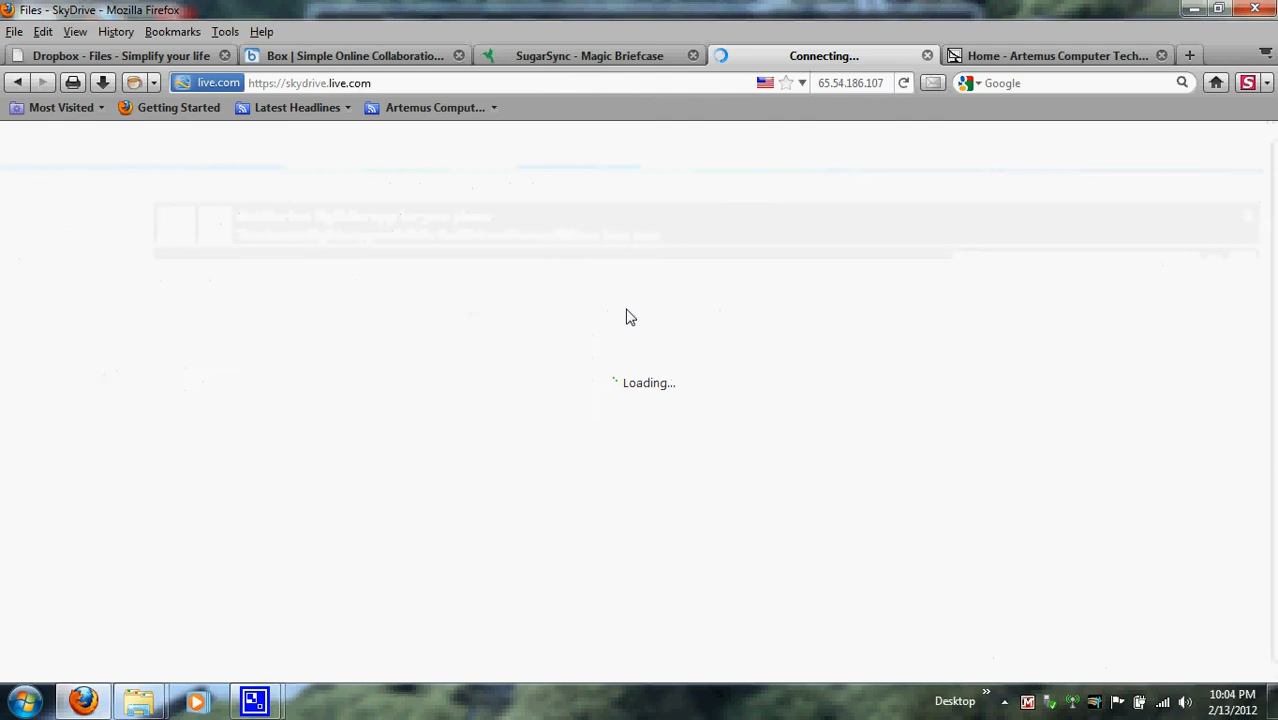 Files - SkyDrive - Mozilla Firefox
File Edit View History Bookmarks Tools Help
Dropbox - Files - Simplify your life Box | Simple Online Collaboratio... SugarSync - Magic Briefcase Connecting... Home - Artemus Computer Tech...
live.com https://skydrive.live.com 65.54.186.107 Google
Most Visited Getting Started Latest Headlines Artemus Comput...
Loading...
Desktop
10:04 PM
2/13/2012